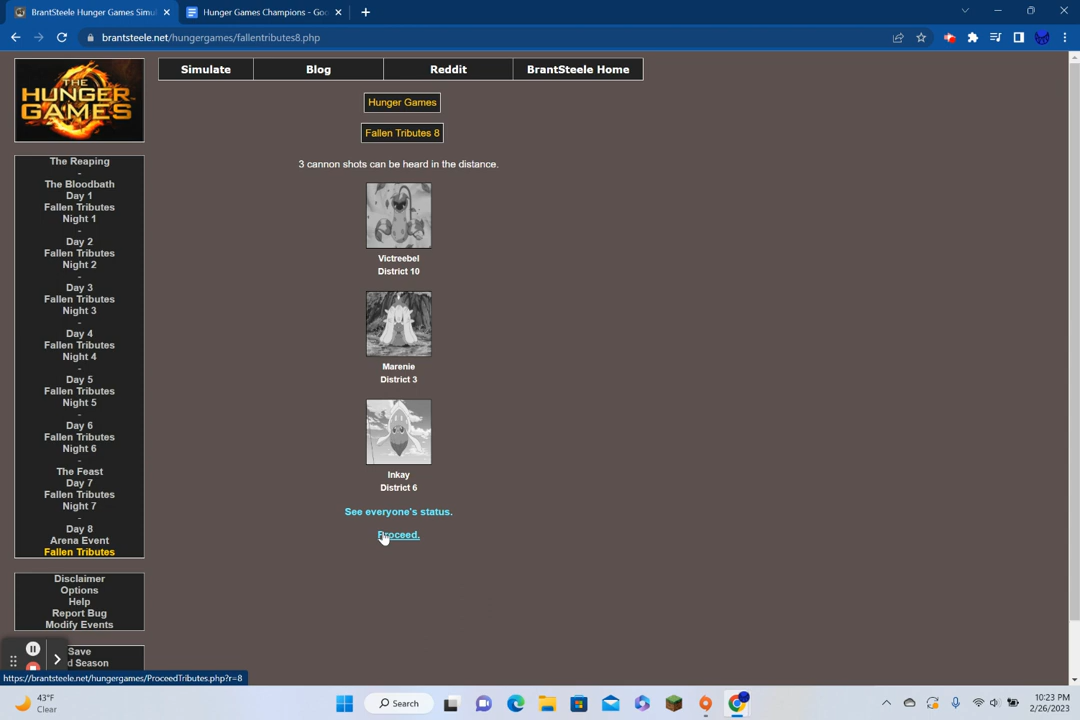 BrantSteele Hunger Games Simul
Hunger Games Champions - Goo
brantsteele.net/hungergames/fallentributes8.php
THE
HUNGER
GAMES
Simulate
Blog
Reddit
BrantSteele Home
Hunger Games
Fallen Tributes 8
3 cannon shots can be heard in the distance.
Victreebel
District 10
Marenie
District 3
Inkay
District 6
See everyone's status.
Proceed.
The Reaping
-
The Bloodbath
Day 1
Fallen Tributes
Night 1
-
Day 2
Fallen Tributes
Night 2
-
Day 3
Fallen Tributes
Night 3
-
Day 4
Fallen Tributes
Night 4
-
Day 5
Fallen Tributes
Night 5
-
Day 6
Fallen Tributes
Night 6
-
The Feast
Day 7
Fallen Tributes
Night 7
-
Day 8
Arena Event
Fallen Tributes
Disclaimer
Options
Help
Report Bug
Modify Events
Save
d Season
https://brantsteele.net/hungergames/ProceedTributes.php?r=8
43°F
Clear
Search
10:23 PM
2/26/2023